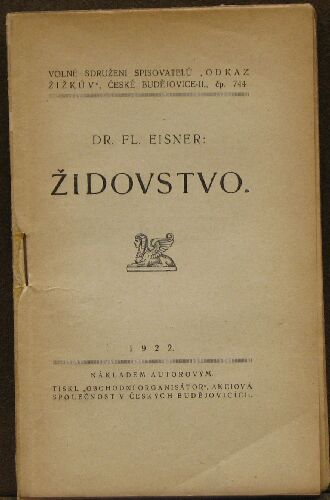 VOLNÉ SDRUŽENÍ SPISOVATELŮ „ODKAZ
ŽIŽKŮV“, ČESKÉ BUDĚJOVICE-II., čp. 744
DR. FL. EISNER:
ŽIDOVSTVO.
1922
NÁKLADEM AUTOROVÝM.
TISKL „OBCHODNÍ ORGANISÁTOR“, AKCIOVÁ
SPOLEČNOST V ČESKÝCH BUDĚJOVICÍCH.